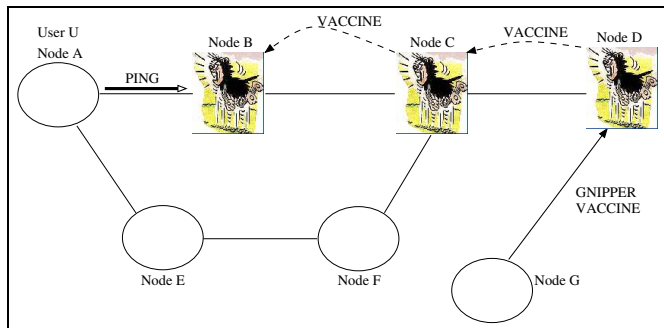 User U
Node A
PING
Node B
VACCINE
Node C
VACCINE
Node D
GNIPPER
VACCINE
Node E
Node F
Node G